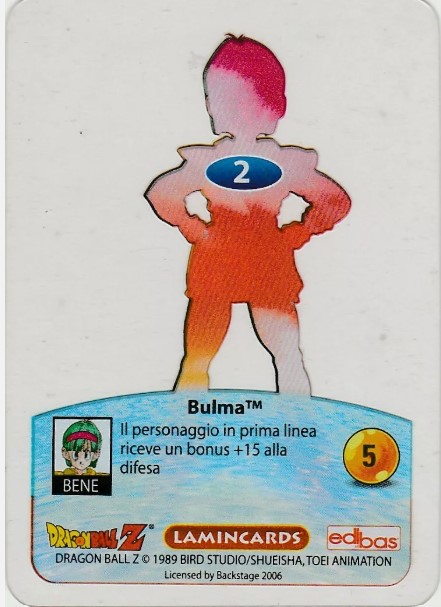 2
Bulma™
Il personaggio in prima linea
riceve un bonus +15 alla
difesa
5
BENE
DRAGON BALL Z®
LAMINCARDS
edibas
DRAGON BALL Z © 1989 BIRD STUDIO/SHUEISHA, TOEI ANIMATION
Licensed by Backstage 2006